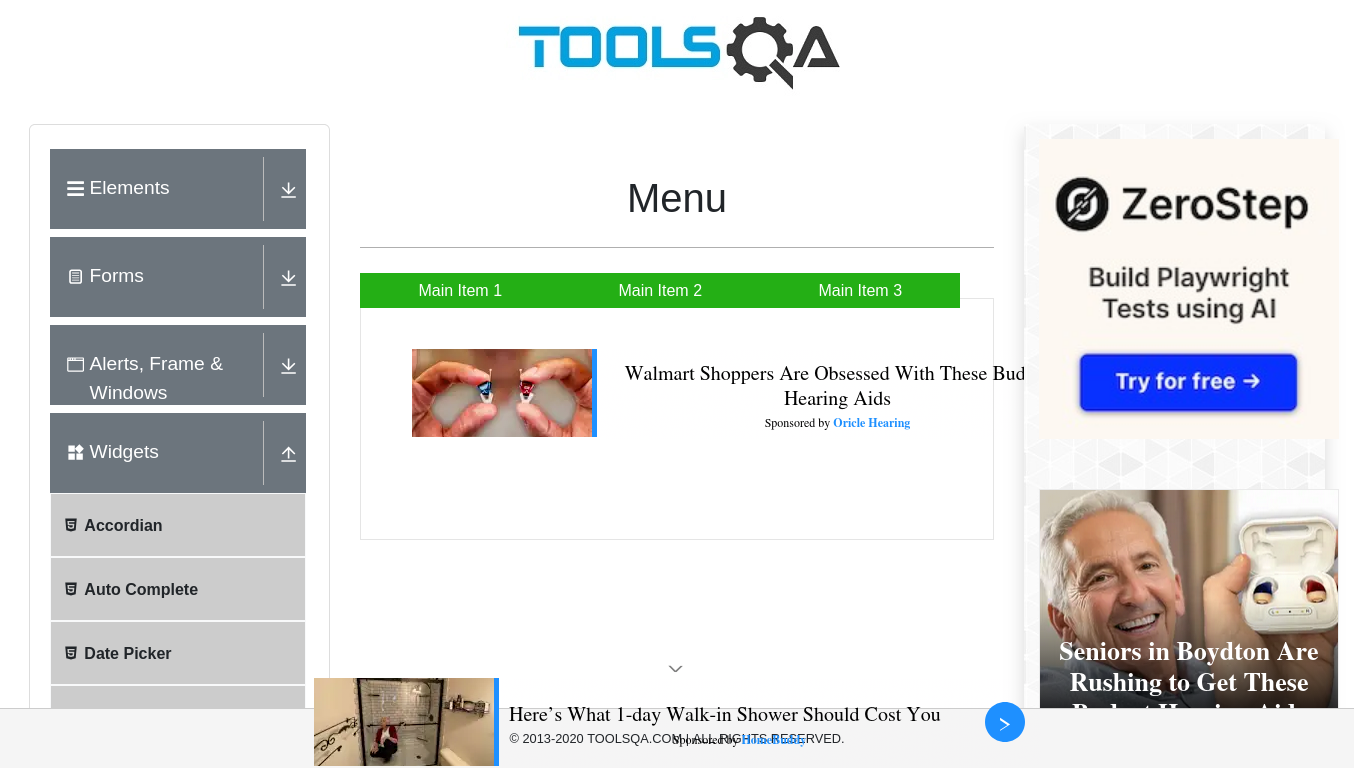 TOOLSQA
Elements
Forms
Alerts, Frame &
Windows
Widgets
Accordian
Auto Complete
Date Picker
Menu
Main Item 1
Main Item 2
Main Item 3
Walmart Shoppers Are Obsessed With These Bud
Hearing Aids
Sponsored by Oricle Hearing
ZeroStep
Build Playwright
Tests using AI
Try for free →
Seniors in Boydton Are
Rushing to Get These
Here's What 1-day Walk-in Shower Should Cost You
Sponsored by HomeBuddy
© 2013-2020 TOOLSQA.COM | ALL RIGHTS RESERVED.